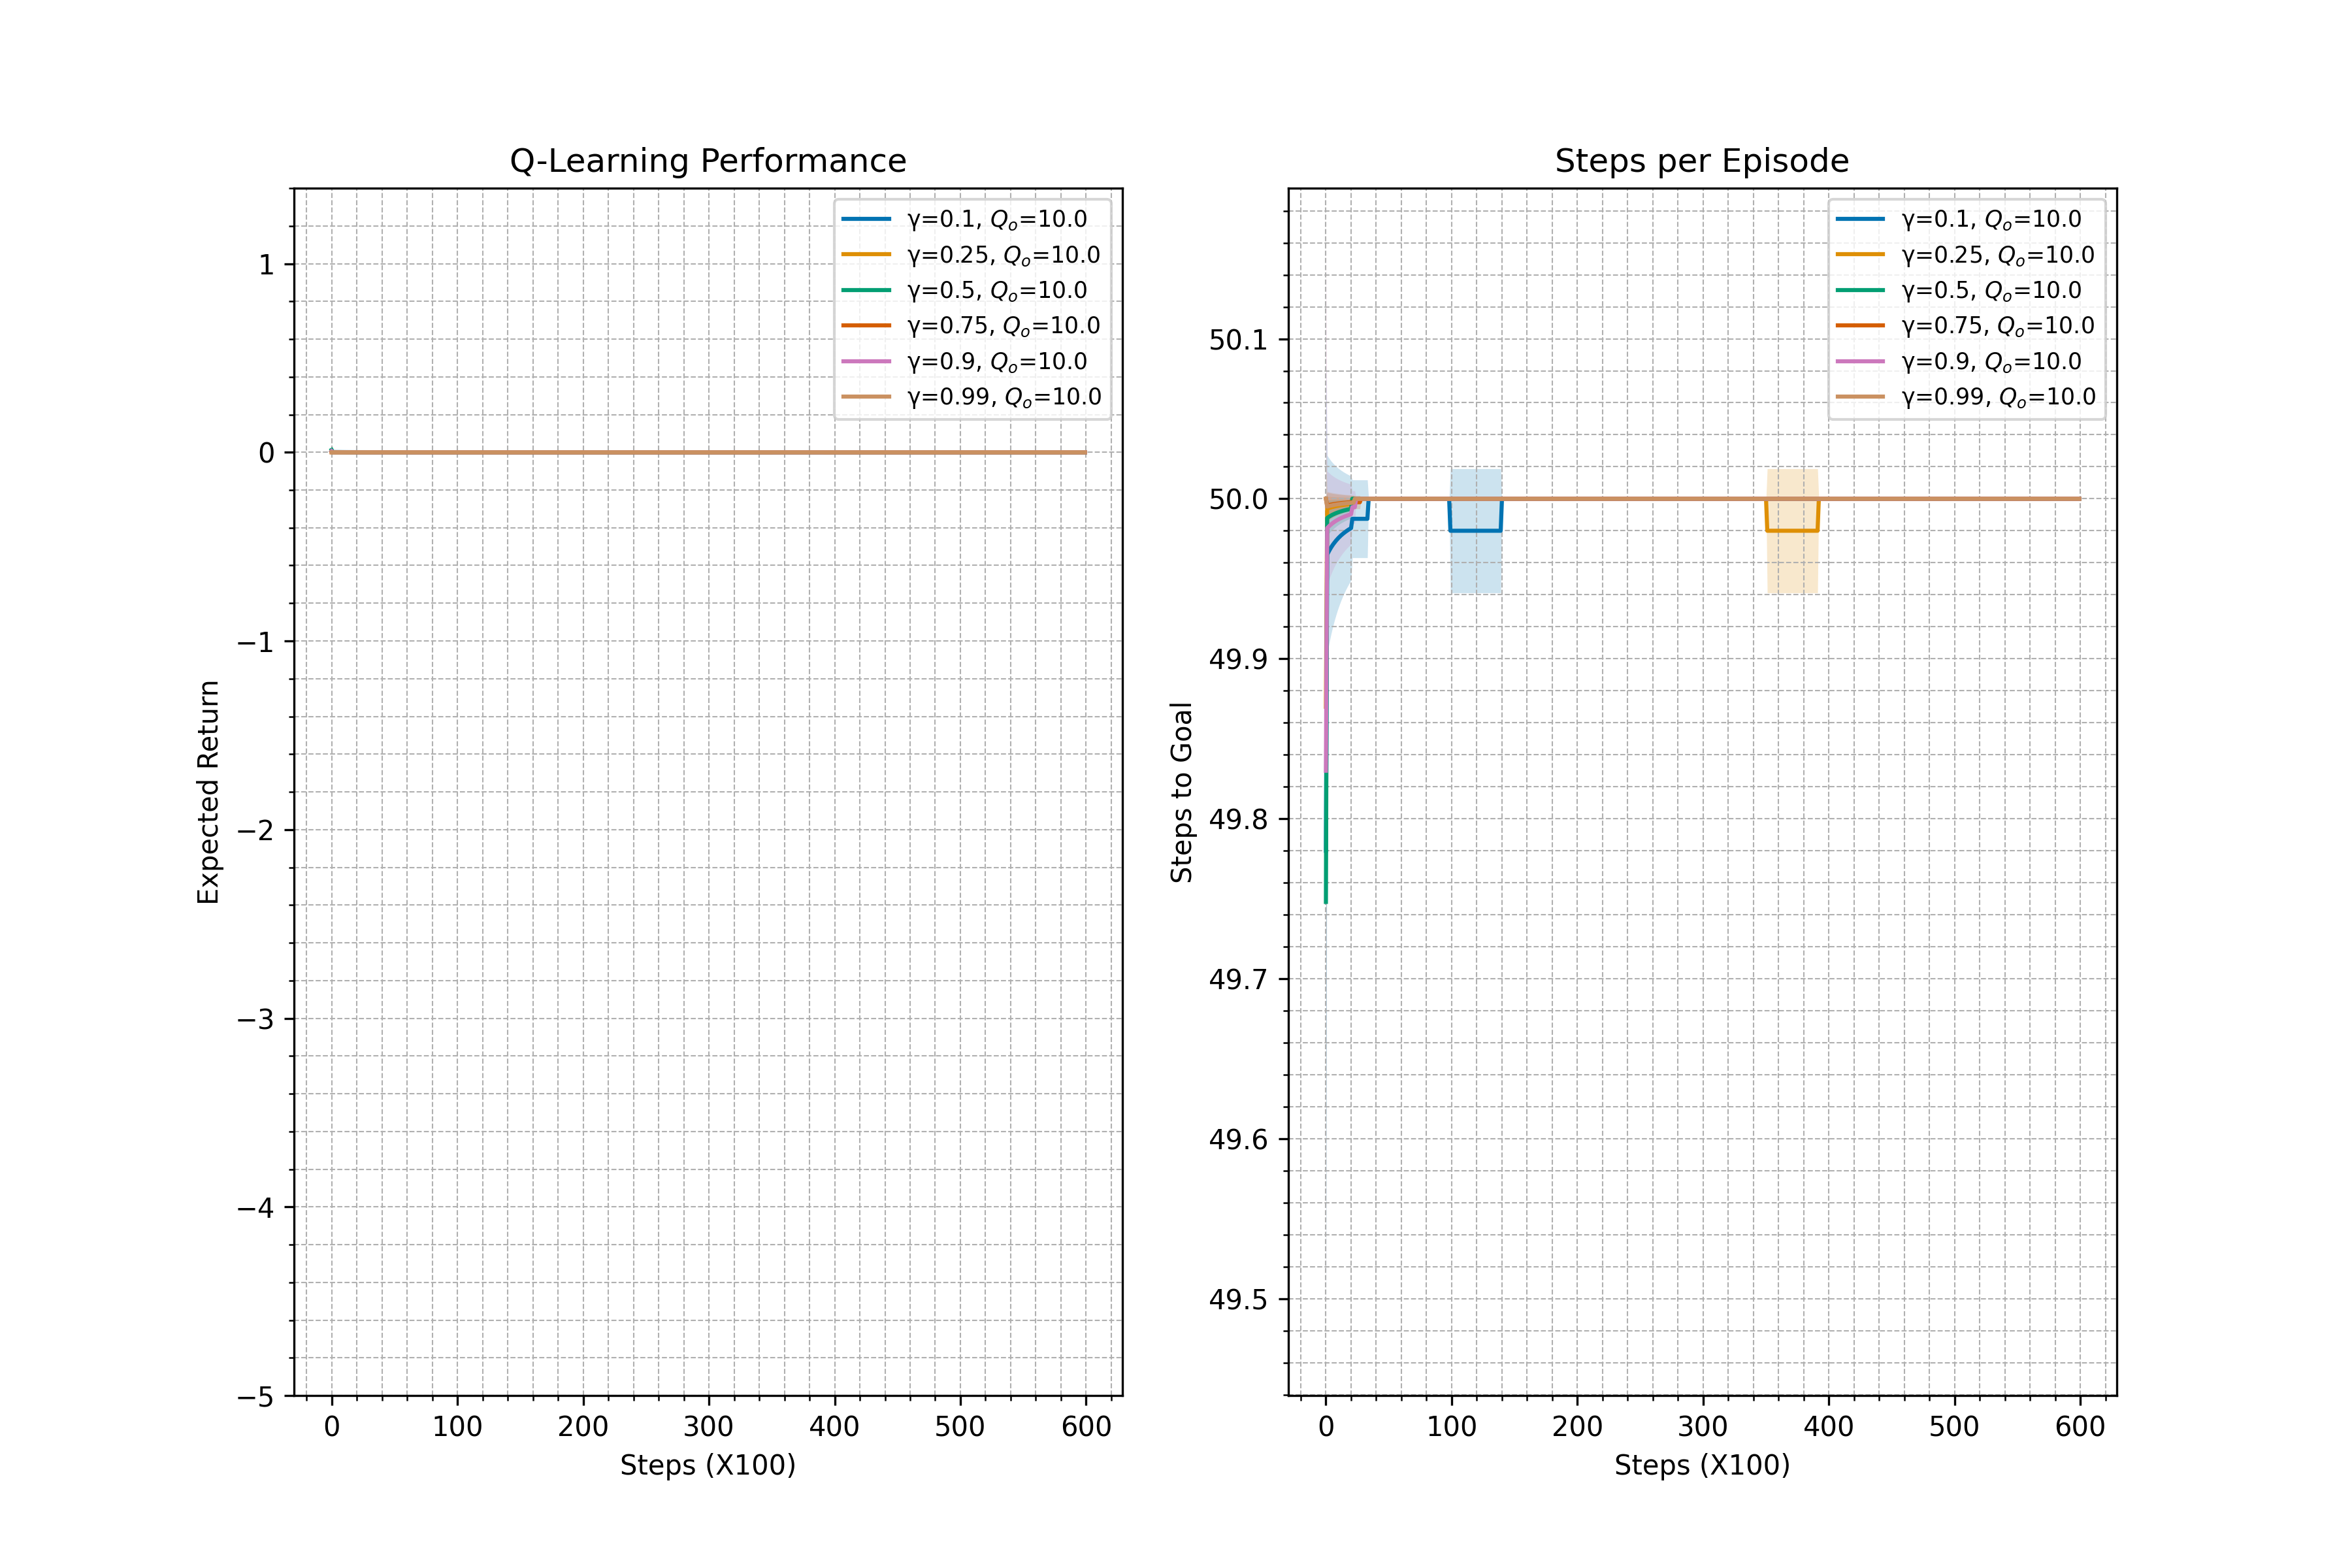 Q-Learning Performance
1
0
−1
−2
−3
−4
−5
Expected Return
0 100 200 300 400 500 600
Steps (X100)
γ=0.1, Qₒ=10.0
γ=0.25, Qₒ=10.0
γ=0.5, Qₒ=10.0
γ=0.75, Qₒ=10.0
γ=0.9, Qₒ=10.0
γ=0.99, Qₒ=10.0
Steps per Episode
50.1
50.0
49.9
49.8
49.7
49.6
49.5
Steps to Goal
0 100 200 300 400 500 600
Steps (X100)
γ=0.1, Qₒ=10.0
γ=0.25, Qₒ=10.0
γ=0.5, Qₒ=10.0
γ=0.75, Qₒ=10.0
γ=0.9, Qₒ=10.0
γ=0.99, Qₒ=10.0